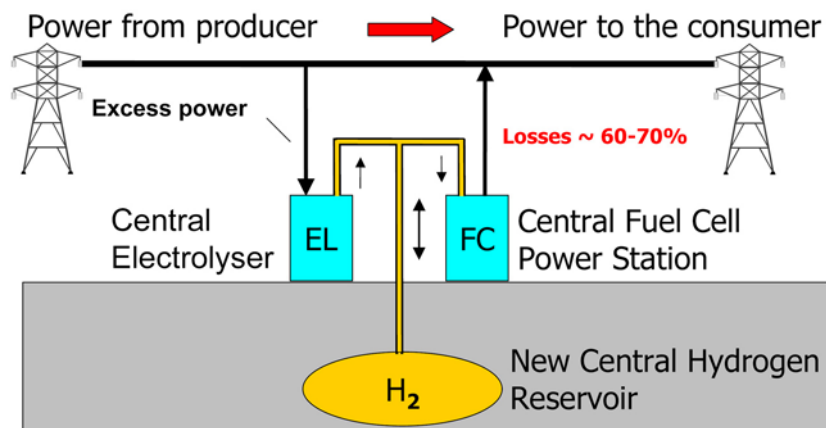 Power from producer
Power to the consumer
Excess power
Losses ~ 60-70%
Central
Electrolyser
EL
FC
Central Fuel Cell
Power Station
H₂
New Central Hydrogen
Reservoir